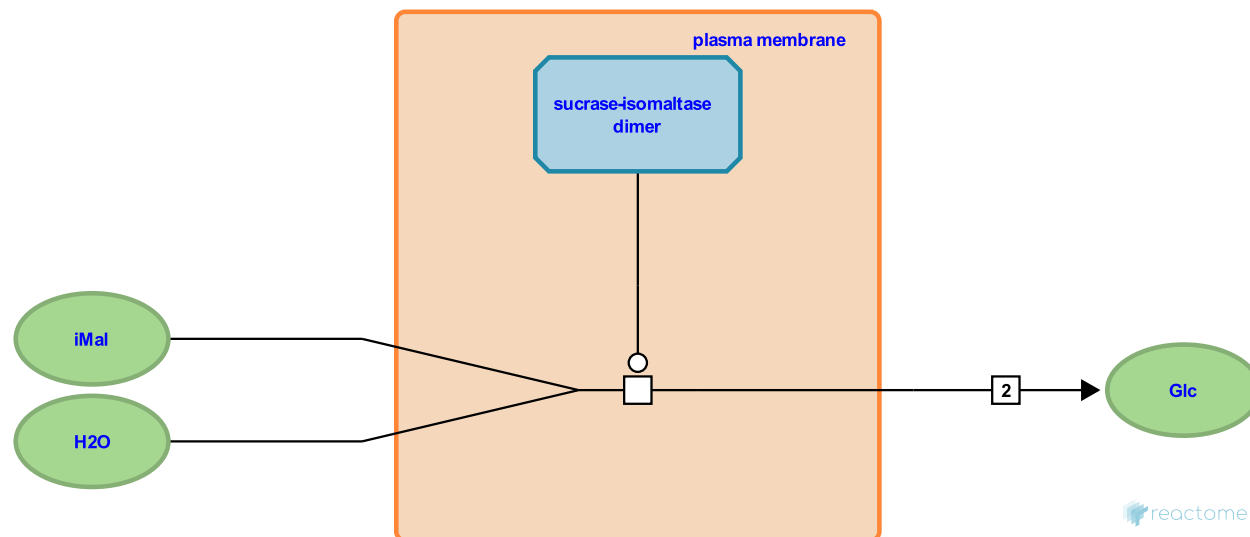 plasma membrane
sucrase-isomaltase
dimer
iMal
H2O
2
Glc
reactome